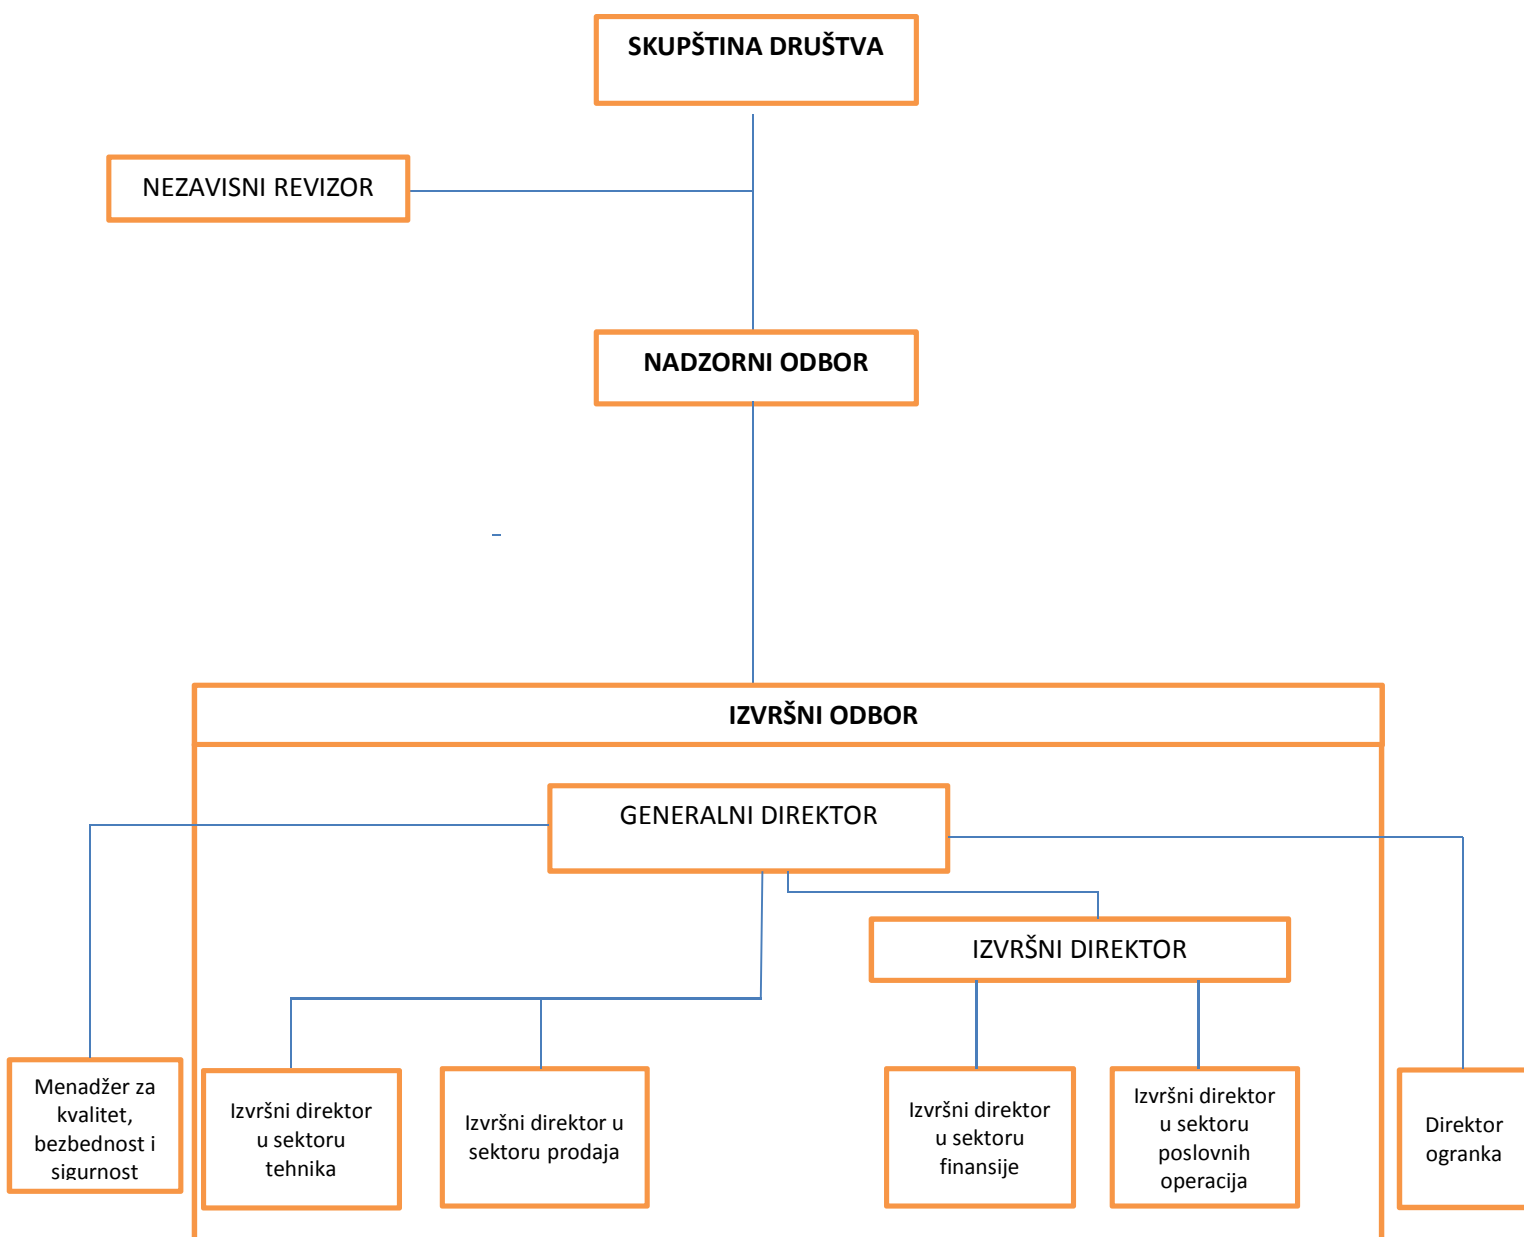 SKUPŠTINA DRUŠTVA
NEZAVISNI REVIZOR
NADZORNI ODBOR
IZVRŠNI ODBOR
GENERALNI DIREKTOR
IZVRŠNI DIREKTOR
Menadžer za
kvalitet,
bezbednost i
sigurnost
Izvršni direktor
u sektoru
tehnika
Izvršni direktor u
sektoru prodaja
Izvršni direktor
u sektoru
finansije
Izvršni direktor
u sektoru
poslovnih
operacija
Direktor
ogranka